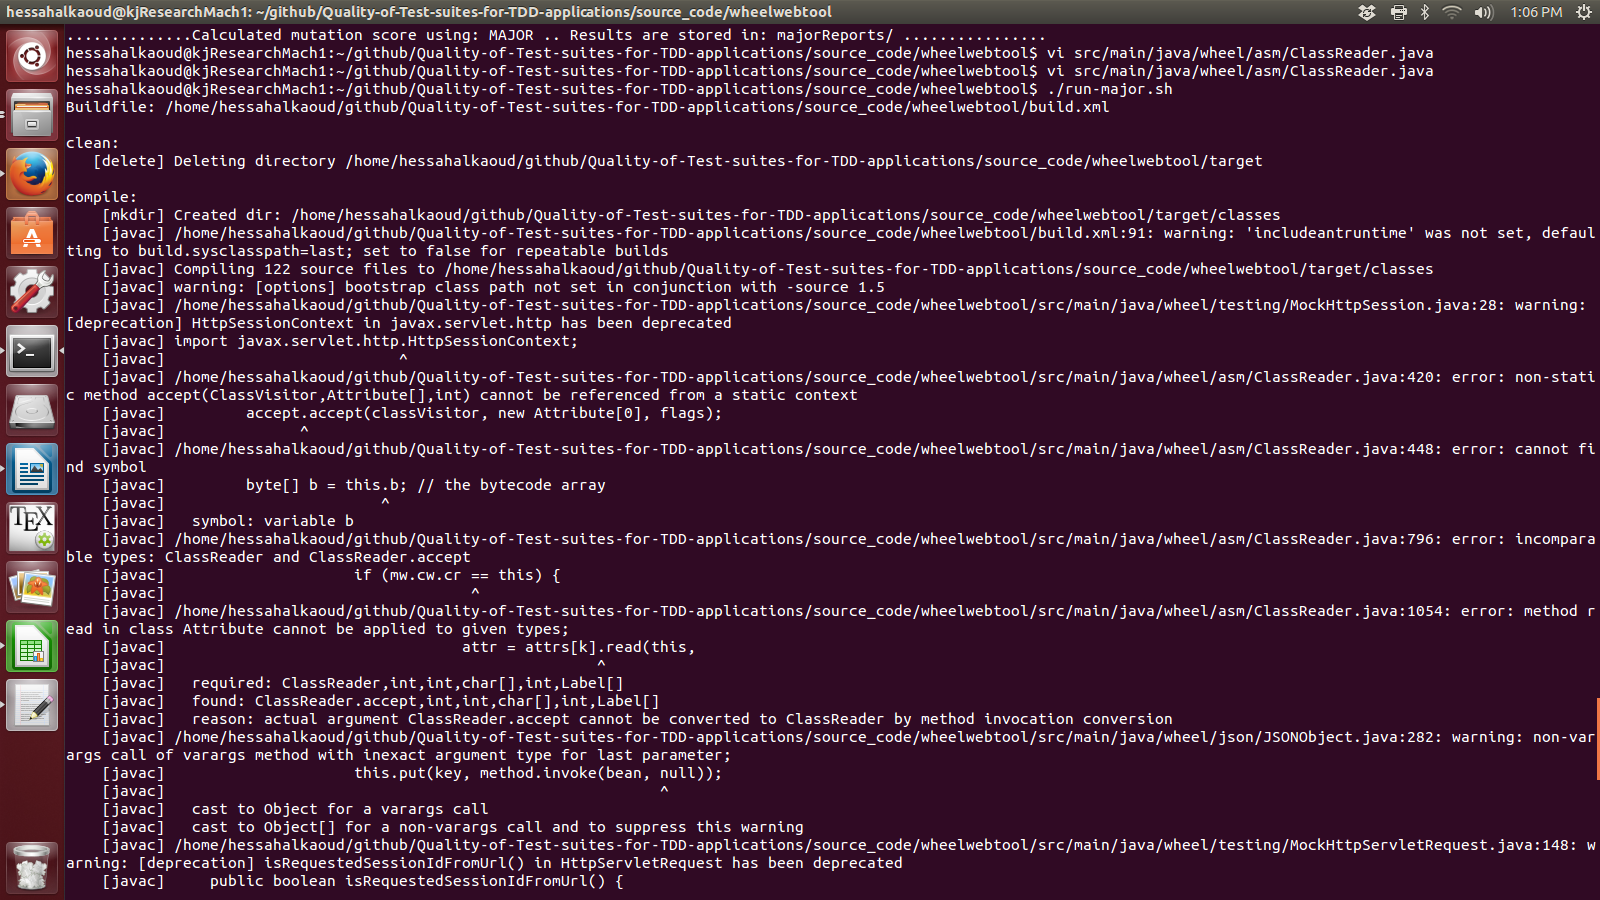 hessahalkaoud@kjResearchMach1: ~/github/Quality-of-Test-suites-for-TDD-applications/source_code/wheelwebtool
1:06 PM
..............Calculated mutation score using: MAJOR .. Results are stored in: majorReports/ ................
hessahalkaoud@kjResearchMach1:~/github/Quality-of-Test-suites-for-TDD-applications/source_code/wheelwebtool$ vi src/main/java/wheel/asm/ClassReader.java
hessahalkaoud@kjResearchMach1:~/github/Quality-of-Test-suites-for-TDD-applications/source_code/wheelwebtool$ vi src/main/java/wheel/asm/ClassReader.java
hessahalkaoud@kjResearchMach1:~/github/Quality-of-Test-suites-for-TDD-applications/source_code/wheelwebtool$ ./run-major.sh
Buildfile: /home/hessahalkaoud/github/Quality-of-Test-suites-for-TDD-applications/source_code/wheelwebtool/build.xml
clean:
   [delete] Deleting directory /home/hessahalkaoud/github/Quality-of-Test-suites-for-TDD-applications/source_code/wheelwebtool/target
compile:
    [mkdir] Created dir: /home/hessahalkaoud/github/Quality-of-Test-suites-for-TDD-applications/source_code/wheelwebtool/target/classes
    [javac] /home/hessahalkaoud/github/Quality-of-Test-suites-for-TDD-applications/source_code/wheelwebtool/build.xml:91: warning: 'includeantruntime' was not set, defaul
ting to build.sysclasspath=last; set to false for repeatable builds
    [javac] Compiling 122 source files to /home/hessahalkaoud/github/Quality-of-Test-suites-for-TDD-applications/source_code/wheelwebtool/target/classes
    [javac] warning: [options] bootstrap class path not set in conjunction with -source 1.5
    [javac] /home/hessahalkaoud/github/Quality-of-Test-suites-for-TDD-applications/source_code/wheelwebtool/src/main/java/wheel/testing/MockHttpSession.java:28: warning:
[deprecation] HttpSessionContext in javax.servlet.http has been deprecated
    [javac] import javax.servlet.http.HttpSessionContext;
    [javac]                          ^
    [javac] /home/hessahalkaoud/github/Quality-of-Test-suites-for-TDD-applications/source_code/wheelwebtool/src/main/java/wheel/asm/ClassReader.java:420: error: non-stati
c method accept(ClassVisitor,Attribute[],int) cannot be referenced from a static context
    [javac]         accept.accept(classVisitor, new Attribute[0], flags);
    [javac]               ^
    [javac] /home/hessahalkaoud/github/Quality-of-Test-suites-for-TDD-applications/source_code/wheelwebtool/src/main/java/wheel/asm/ClassReader.java:448: error: cannot fi
nd symbol
    [javac]         byte[] b = this.b; // the bytecode array
    [javac]                        ^
    [javac]   symbol: variable b
    [javac] /home/hessahalkaoud/github/Quality-of-Test-suites-for-TDD-applications/source_code/wheelwebtool/src/main/java/wheel/asm/ClassReader.java:796: error: incompara
ble types: ClassReader and ClassReader.accept
    [javac]                     if (mw.cw.cr == this) {
    [javac]                                  ^
    [javac] /home/hessahalkaoud/github/Quality-of-Test-suites-for-TDD-applications/source_code/wheelwebtool/src/main/java/wheel/asm/ClassReader.java:1054: error: method r
ead in class Attribute cannot be applied to given types;
    [javac]                                 attr = attrs[k].read(this,
    [javac]                                                ^
    [javac]   required: ClassReader,int,int,char[],int,Label[]
    [javac]   found: ClassReader.accept,int,int,char[],int,Label[]
    [javac]   reason: actual argument ClassReader.accept cannot be converted to ClassReader by method invocation conversion
    [javac] /home/hessahalkaoud/github/Quality-of-Test-suites-for-TDD-applications/source_code/wheelwebtool/src/main/java/wheel/json/JSONObject.java:282: warning: non-var
args call of varargs method with inexact argument type for last parameter;
    [javac]                     this.put(key, method.invoke(bean, null));
    [javac]                                                       ^
    [javac]   cast to Object for a varargs call
    [javac]   cast to Object[] for a non-varargs call and to suppress this warning
    [javac] /home/hessahalkaoud/github/Quality-of-Test-suites-for-TDD-applications/source_code/wheelwebtool/src/main/java/wheel/testing/MockHttpServletRequest.java:148: w
arning: [deprecation] isRequestedSessionIdFromUrl() in HttpServletRequest has been deprecated
    [javac]     public boolean isRequestedSessionIdFromUrl() {
TEX